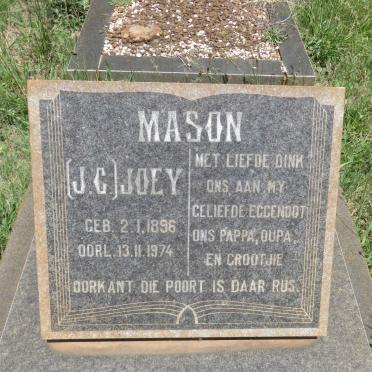 MASON
(J.G.) JOEY
GEB. 2.1.1896
OORL. 13.11.1974
MET LIEFDE DINK
ONS AAN MY
GELIEFDE EGGENOOT
ONS PAPPA, OUPA,
EN GROOTJIE
OORKANT DIE POORT IS DAAR RUS.